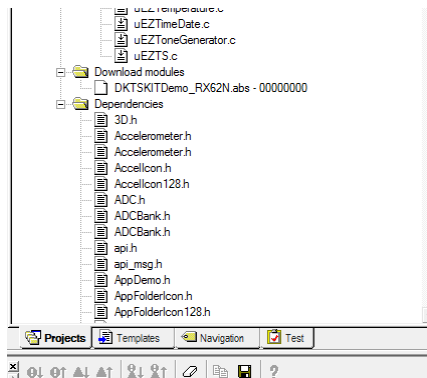 uEZTemperature.c
uEZTimeDate.c
uEZToneGenerator.c
uEZTS.c
Download modules
DKTSKITDemo_RX62N.abs - 00000000
Dependencies
3D.h
Accelerometer.h
Accelerometer.h
AccelIcon.h
AccelIcon128.h
ADC.h
ADCBank.h
ADCBank.h
api.h
api_msg.h
AppDemo.h
AppFolderIcon.h
AppFolderIcon128.h
Projects Templates Navigation Test